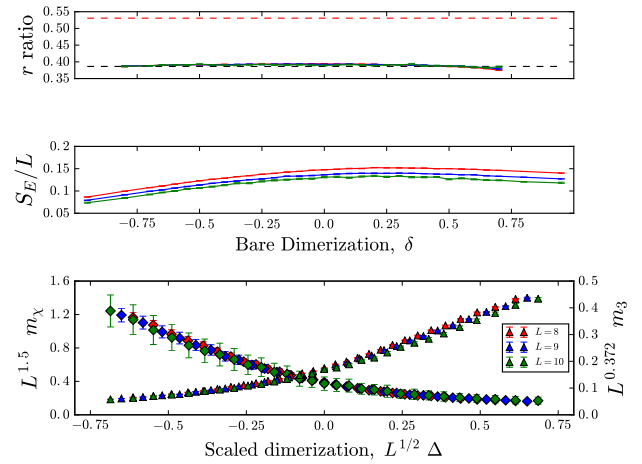 0.55
0.50
0.45
0.40
0.35
r ratio
0.2
0.15
0.1
0.05
S_E/L
−0.75 −0.5 −0.25 0.0 0.25 0.5 0.75
Bare Dimerization, δ
1.6
1.2
0.8
0.4
0.0
L^1.5 m_χ
0.5
0.4
0.3
0.2
0.1
0.0
L^0.372 m_3
L=8
L=9
L=10
−0.75 −0.5 −0.25 0.0 0.25 0.5 0.75
Scaled dimerization, L^1/2 Δ